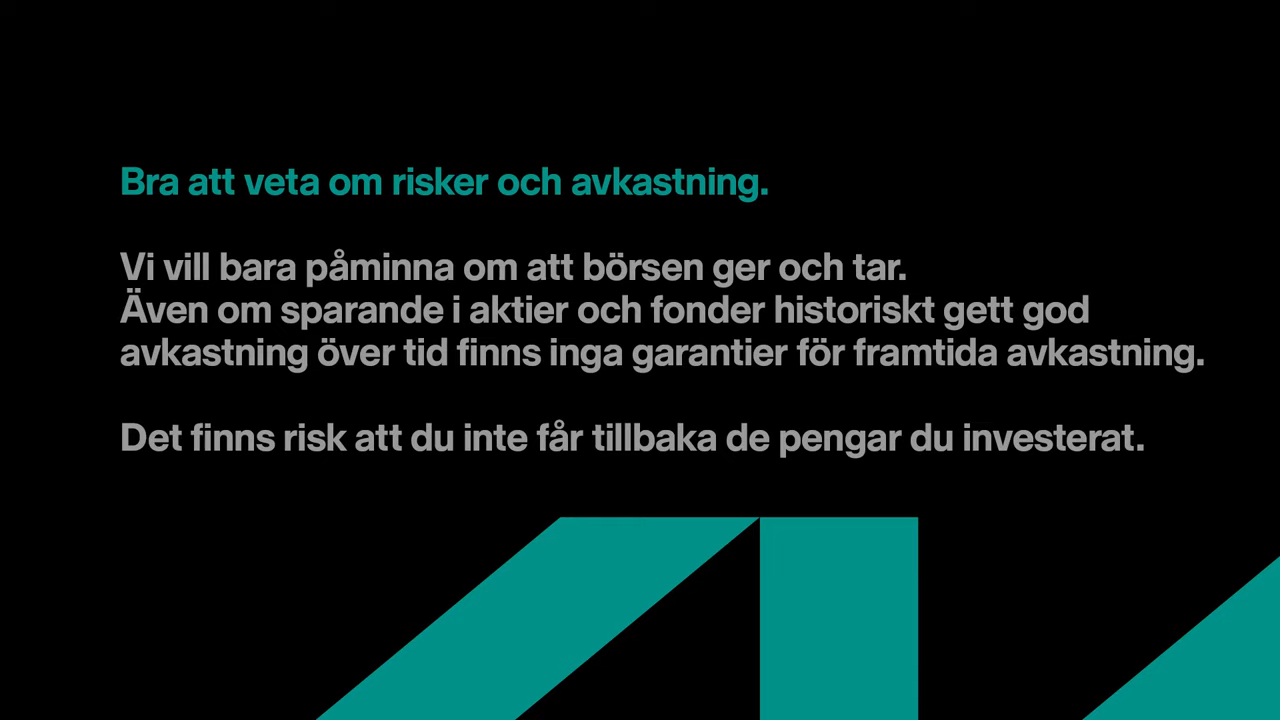 Bra att veta om risker och avkastning.
Vi vill bara påminna om att börsen ger och tar.
Även om sparande i aktier och fonder historiskt gett god
avkastning över tid finns inga garantier för framtida avkastning.
Det finns risk att du inte får tillbaka de pengar du investerat.